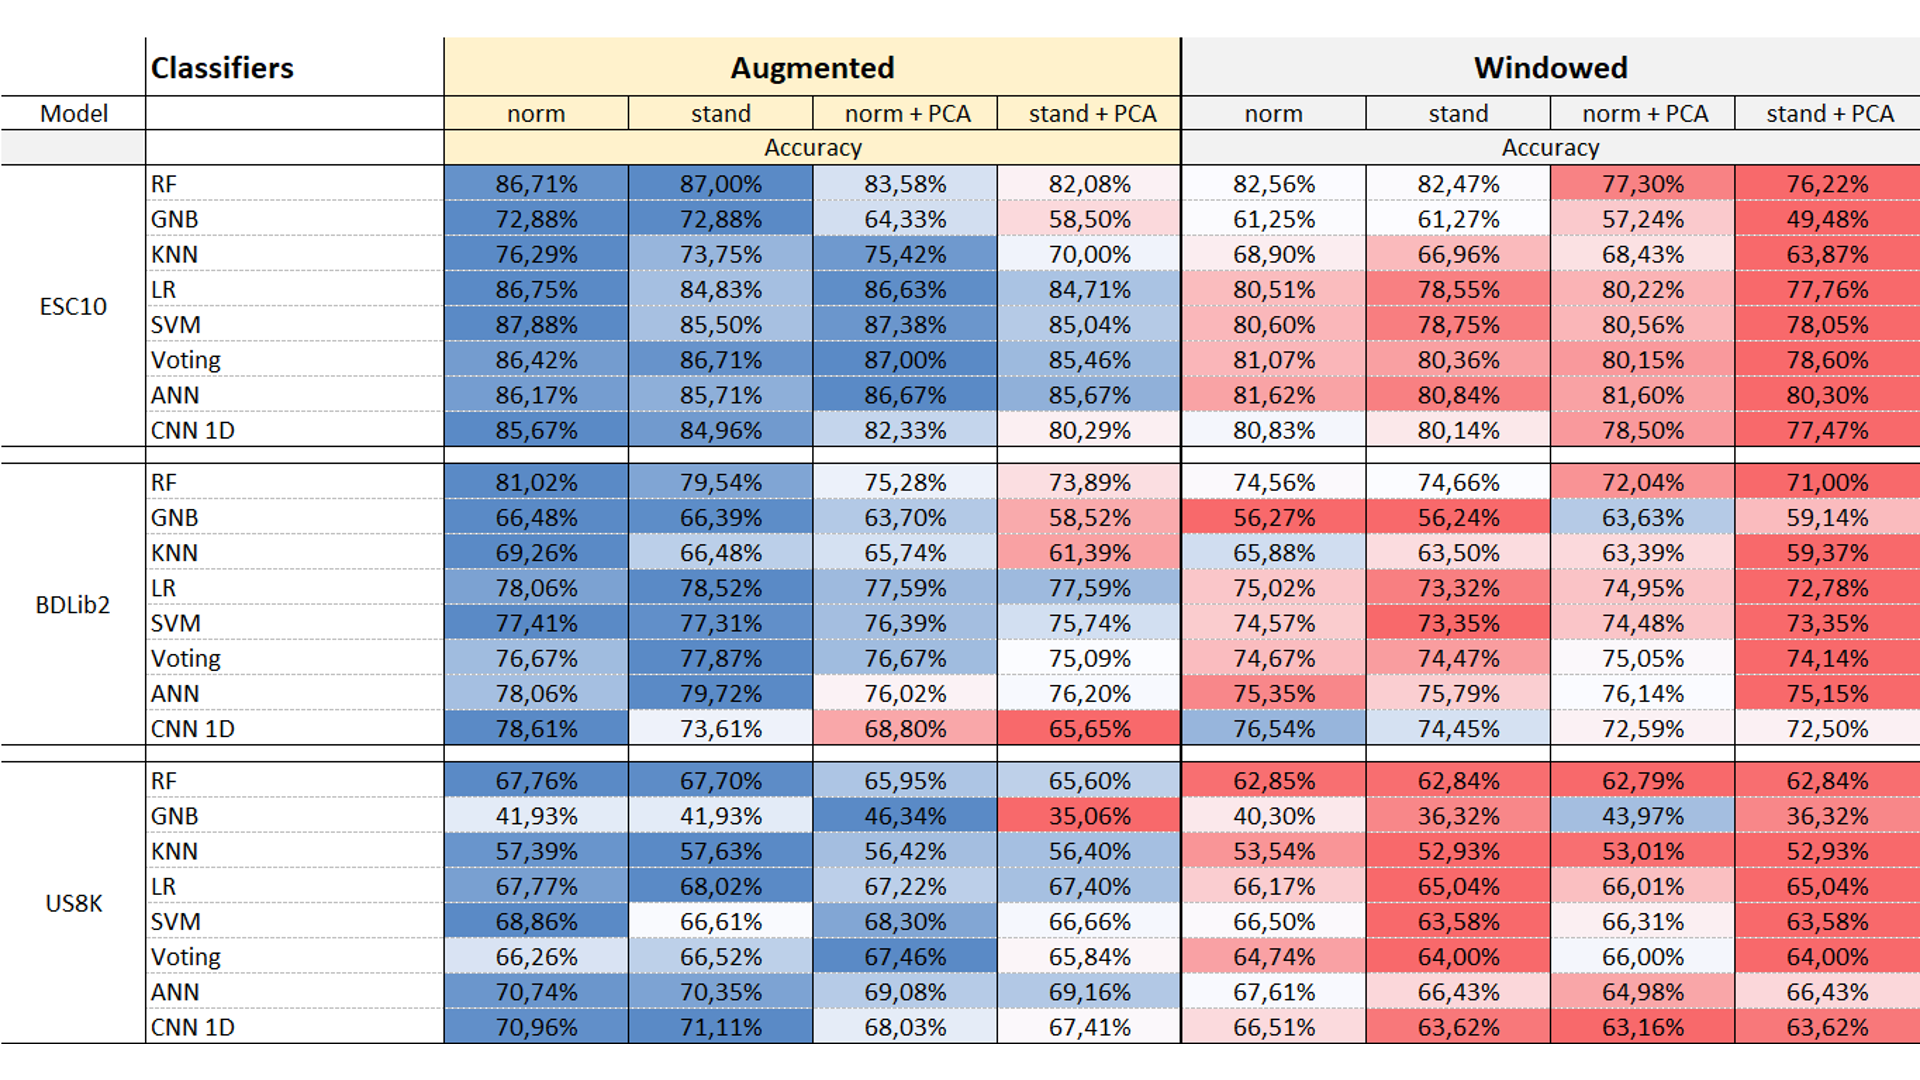 Classifiers Augmented Windowed
Model norm stand norm + PCA stand + PCA norm stand norm + PCA stand + PCA
Accuracy Accuracy
RF 86,71% 87,00% 83,58% 82,08% 82,56% 82,47% 77,30% 76,22%
GNB 72,88% 72,88% 64,33% 58,50% 61,25% 61,27% 57,24% 49,48%
KNN 76,29% 73,75% 75,42% 70,00% 68,90% 66,96% 68,43% 63,87%
LR 86,75% 84,83% 86,63% 84,71% 80,51% 78,55% 80,22% 77,76%
ESC10
SVM 87,88% 85,50% 87,38% 85,04% 80,60% 78,75% 80,56% 78,05%
Voting 86,42% 86,71% 87,00% 85,46% 81,07% 80,36% 80,15% 78,60%
ANN 86,17% 85,71% 86,67% 85,67% 81,62% 80,84% 81,60% 80,30%
CNN 1D 85,67% 84,96% 82,33% 80,29% 80,83% 80,14% 78,50% 77,47%
RF 81,02% 79,54% 75,28% 73,89% 74,56% 74,66% 72,04% 71,00%
GNB 66,48% 66,39% 63,70% 58,52% 56,27% 56,24% 63,63% 59,14%
KNN 69,26% 66,48% 65,74% 61,39% 65,88% 63,50% 63,39% 59,37%
LR 78,06% 78,52% 77,59% 77,59% 75,02% 73,32% 74,95% 72,78%
BDLib2
SVM 77,41% 77,31% 76,39% 75,74% 74,57% 73,35% 74,48% 73,35%
Voting 76,67% 77,87% 76,67% 75,09% 74,67% 74,47% 75,05% 74,14%
ANN 78,06% 79,72% 76,02% 76,20% 75,35% 75,79% 76,14% 75,15%
CNN 1D 78,61% 73,61% 68,80% 65,65% 76,54% 74,45% 72,59% 72,50%
RF 67,76% 67,70% 65,95% 65,60% 62,85% 62,84% 62,79% 62,84%
GNB 41,93% 41,93% 46,34% 35,06% 40,30% 36,32% 43,97% 36,32%
KNN 57,39% 57,63% 56,42% 56,40% 53,54% 52,93% 53,01% 52,93%
LR 67,77% 68,02% 67,22% 67,40% 66,17% 65,04% 66,01% 65,04%
US8K
SVM 68,86% 66,61% 68,30% 66,66% 66,50% 63,58% 66,31% 63,58%
Voting 66,26% 66,52% 67,46% 65,84% 64,74% 64,00% 66,00% 64,00%
ANN 70,74% 70,35% 69,08% 69,16% 67,61% 66,43% 64,98% 66,43%
CNN 1D 70,96% 71,11% 68,03% 67,41% 66,51% 63,62% 63,16% 63,62%